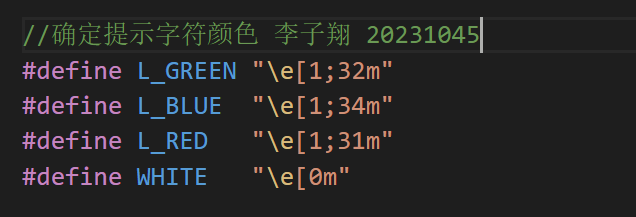 //确定提示字符颜色 李子翔 20231045
#define L_GREEN "\e[1;32m"
#define L_BLUE  "\e[1;34m"
#define L_RED   "\e[1;31m"
#define WHITE   "\e[0m"